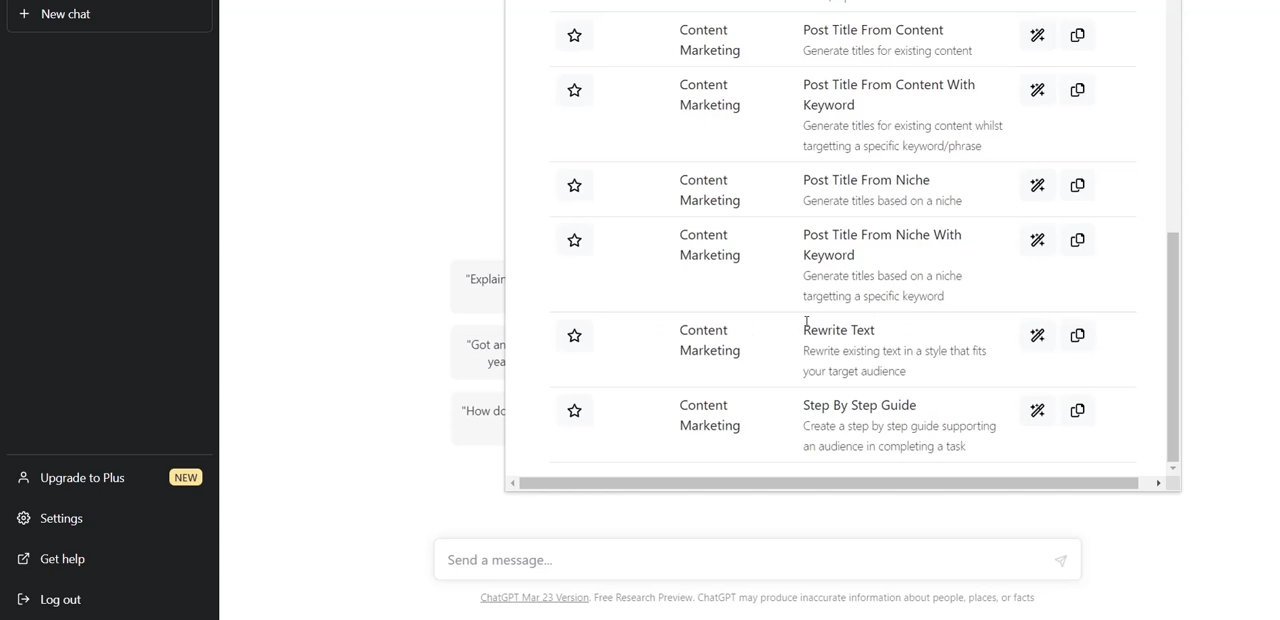 New chat
Upgrade to Plus NEW
Settings
Get help
Log out
"Explain
"Got an
yea
"How do
Content
Marketing
Post Title From Content
Generate titles for existing content
Content
Marketing
Post Title From Content With
Keyword
Generate titles for existing content whilst
targetting a specific keyword/phrase
Content
Marketing
Post Title From Niche
Generate titles based on a niche
Content
Marketing
Post Title From Niche With
Keyword
Generate titles based on a niche
targetting a specific keyword
Content
Marketing
Rewrite Text
Rewrite existing text in a style that fits
your target audience
Content
Marketing
Step By Step Guide
Create a step by step guide supporting
an audience in completing a task
Send a message...
ChatGPT Mar 23 Version. Free Research Preview. ChatGPT may produce inaccurate information about people, places, or facts